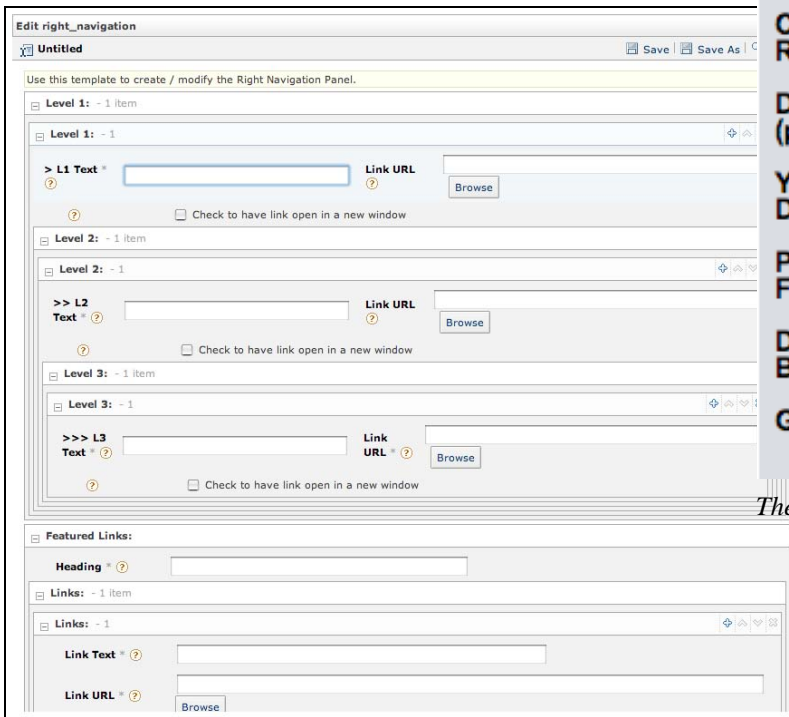 Edit right_navigation
Untitled Save | Save As |
Use this template to create / modify the Right Navigation Panel.
Level 1: - 1 item
Level 1: - 1
> L1 Text * ? Link URL ? Browse
? Check to have link open in a new window
Level 2: - 1 item
Level 2: - 1
>> L2 Text * ? Link URL ? Browse
? Check to have link open in a new window
Level 3: - 1 item
Level 3: - 1
>>> L3 Text * ? Link URL * ? Browse
? Check to have link open in a new window
Featured Links:
Heading * ?
Links: - 1 item
Links: - 1
Link Text * ?
Link URL * ?
Browse
The